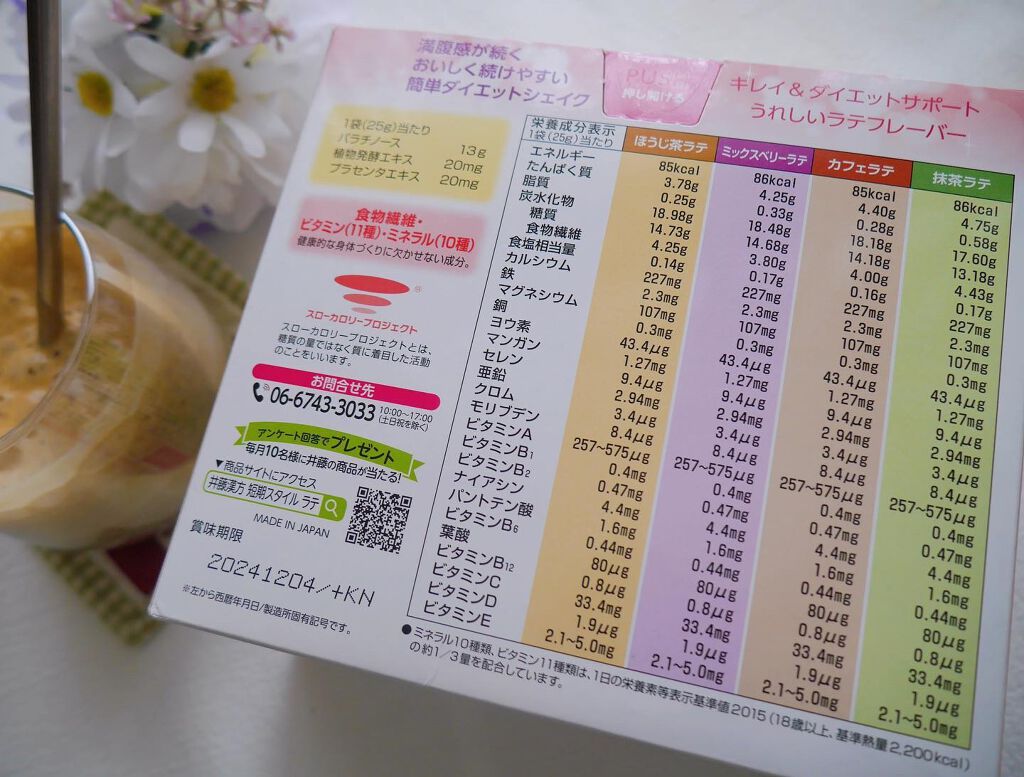 満腹感が続く
おいしく続けやすい
簡単ダイエットシェイク
PUSH
押し開ける
キレイ&ダイエットサポート
うれしいラテフレーバー
1袋(25g)当たり
パラチノース 13g
植物発酵エキス 20mg
プラセンタエキス 20mg
食物繊維・
ビタミン(11種)・ミネラル(10種)
健康的な身体づくりに欠かせない成分。
®
スローカロリープロジェクト
スローカロリープロジェクトとは、
糖質の量ではなく質に着目した活動
のことをいいます。
お問合せ先
06-6743-3033 10:00~17:00
(土日祝を除く)
アンケート回答でプレゼント
毎月10名様に井藤の商品が当たる!
▼商品サイトにアクセス
井藤漢方 短期スタイル ラテ
MADE IN JAPAN
賞味期限
20241204/+KN
※左から西暦年月日/製造所固有記号です。
栄養成分表示
1袋(25g)当たり ほうじ茶ラテ ミックスベリーラテ カフェラテ 抹茶ラテ
エネルギー 85kcal 86kcal 85kcal 86kcal
たんぱく質 3.78g 4.25g 4.40g 4.75g
脂質 0.25g 0.33g 0.28g 0.58g
炭水化物 18.98g 18.48g 18.18g 17.60g
糖質 14.73g 14.68g 14.18g 13.18g
食物繊維 4.25g 3.80g 4.00g 4.43g
食塩相当量 0.14g 0.17g 0.16g 0.17g
カルシウム 227mg 227mg 227mg 227mg
鉄 2.3mg 2.3mg 2.3mg 2.3mg
マグネシウム 107mg 107mg 107mg 107mg
銅 0.3mg 0.3mg 0.3mg 0.3mg
ヨウ素 43.4μg 43.4μg 43.4μg 43.4μg
マンガン 1.27mg 1.27mg 1.27mg 1.27mg
セレン 9.4μg 9.4μg 9.4μg 9.4μg
亜鉛 2.94mg 2.94mg 2.94mg 2.94mg
クロム 3.4μg 3.4μg 3.4μg 3.4μg
モリブデン 8.4μg 8.4μg 8.4μg 8.4μg
ビタミンA 257~575μg 257~575μg 257~575μg 257~575μg
ビタミンB1 0.4mg 0.4mg 0.4mg 0.4mg
ビタミンB2 0.47mg 0.47mg 0.47mg 0.47mg
ナイアシン 4.4mg 4.4mg 4.4mg 4.4mg
パントテン酸 1.6mg 1.6mg 1.6mg 1.6mg
ビタミンB6 0.44mg 0.44mg 0.44mg 0.44mg
葉酸 80μg 80μg 80μg 80μg
ビタミンB12 0.8μg 0.8μg 0.8μg 0.8μg
ビタミンC 33.4mg 33.4mg 33.4mg 33.4mg
ビタミンD 1.9μg 1.9μg 1.9μg 1.9μg
ビタミンE 2.1~5.0mg 2.1~5.0mg 2.1~5.0mg 2.1~5.0mg
●ミネラル10種類、ビタミン11種類は、1日の栄養素等表示基準値2015(18歳以上、基準熱量2,200kcal)
の約1/3量を配合しています。